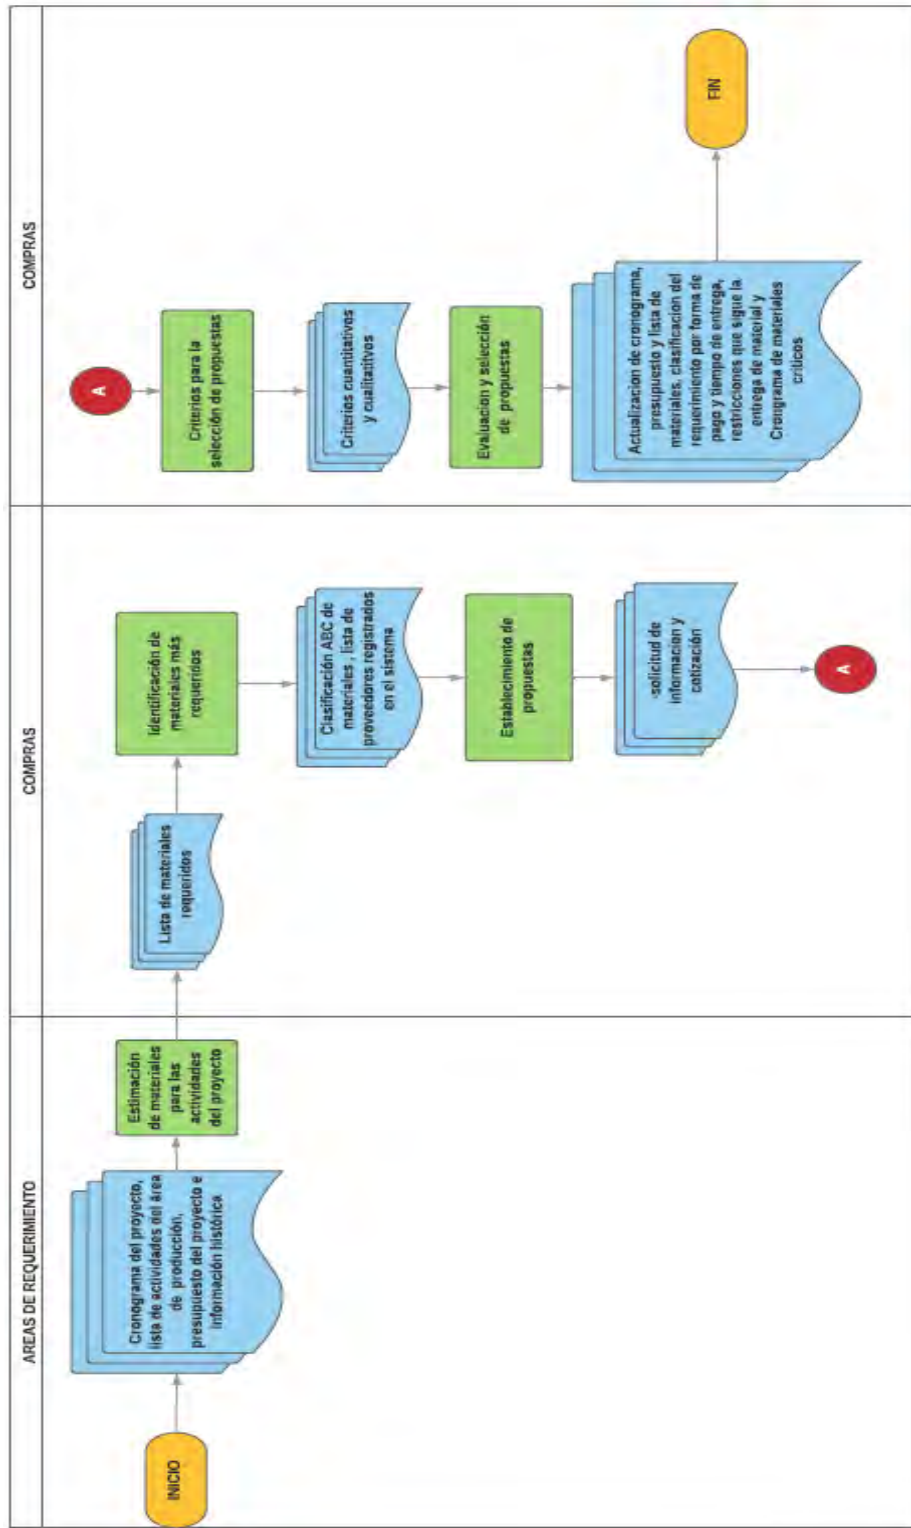 AREAS DE REQUERIMIENTO
INICIO
Cronograma del proyecto,
lista de actividades del área
de producción,
presupuesto del proyecto e
información histórica
Estimación
de materiales
para las
actividades
del proyecto
COMPRAS
Lista de materiales
requeridos
Identificación de
materiales más
requeridos
Clasificación ABC de
materiales , lista de
proveedores registrados
en el sistema
Establecimiento de
propuestas
-solicitud de
informacion y
cotización
A
COMPRAS
A
Criterios para la
selección de propuestas
Criterios cuantitativos
y cualitatívos
Evaluacion y selección
de propuestas
Actualizacion de cronograma,
presupuesto y lista de
materiales, clasificacion del
requerimiento por forma de
pago y tiempo de entrega,
restricciones que sigue la
entrega de material y
Crongrama de materiales
criticos
FIN